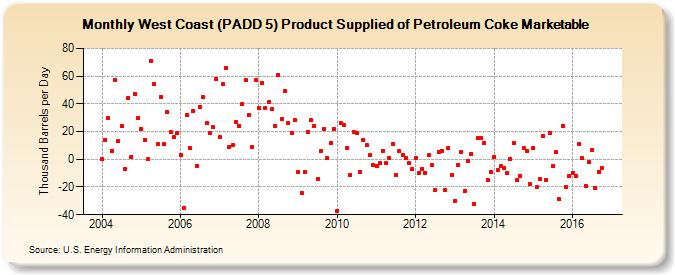 Monthly West Coast (PADD 5) Product Supplied of Petroleum Coke Marketable
Thousand Barrels per Day
80
60
40
20
0
-20
-40
2004 2006 2008 2010 2012 2014 2016
Source: U.S. Energy Information Administration